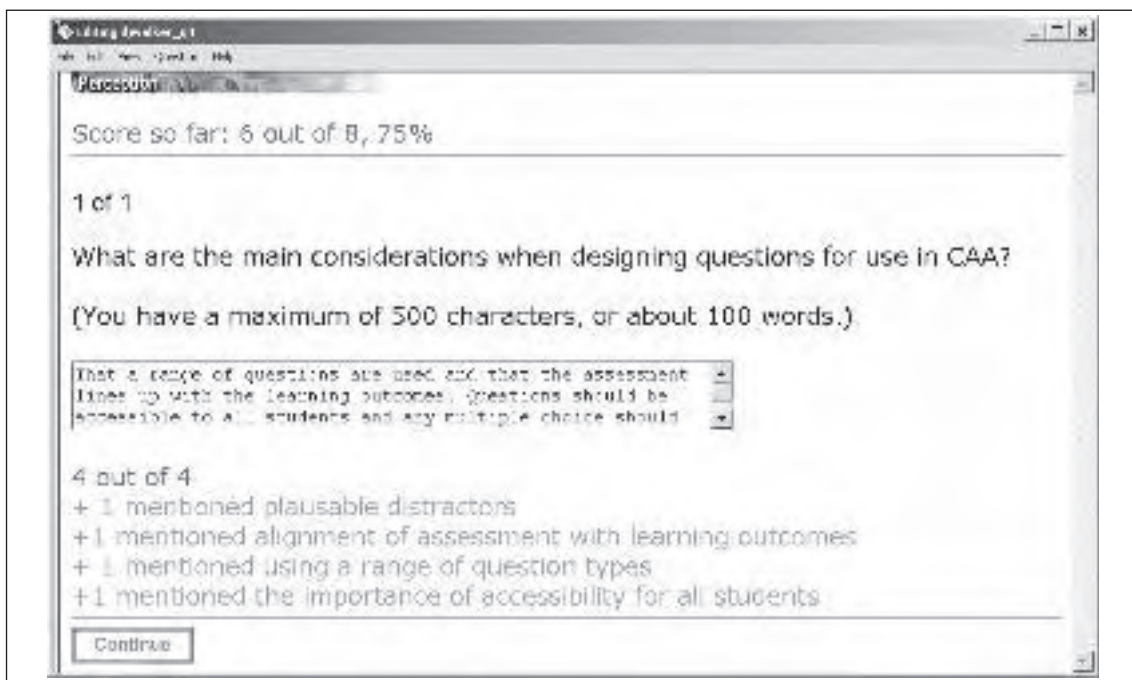 Help
Perception
Score so far: 6 out of 8, 75%
1 of 1
What are the main considerations when designing questions for use in CAA?
(You have a maximum of 500 characters, or about 100 words.)
That a range of questions are used and that the assessment
lines up with the learning outcomes. Questions should be
accessible to all students and any multiple choice should
4 out of 4
+ 1 mentioned plausable distractors
+1 mentioned alignment of assessment with learning outcomes
+ 1 mentioned using a range of question types
+1 mentioned the importance of accessibility for all students
Continue